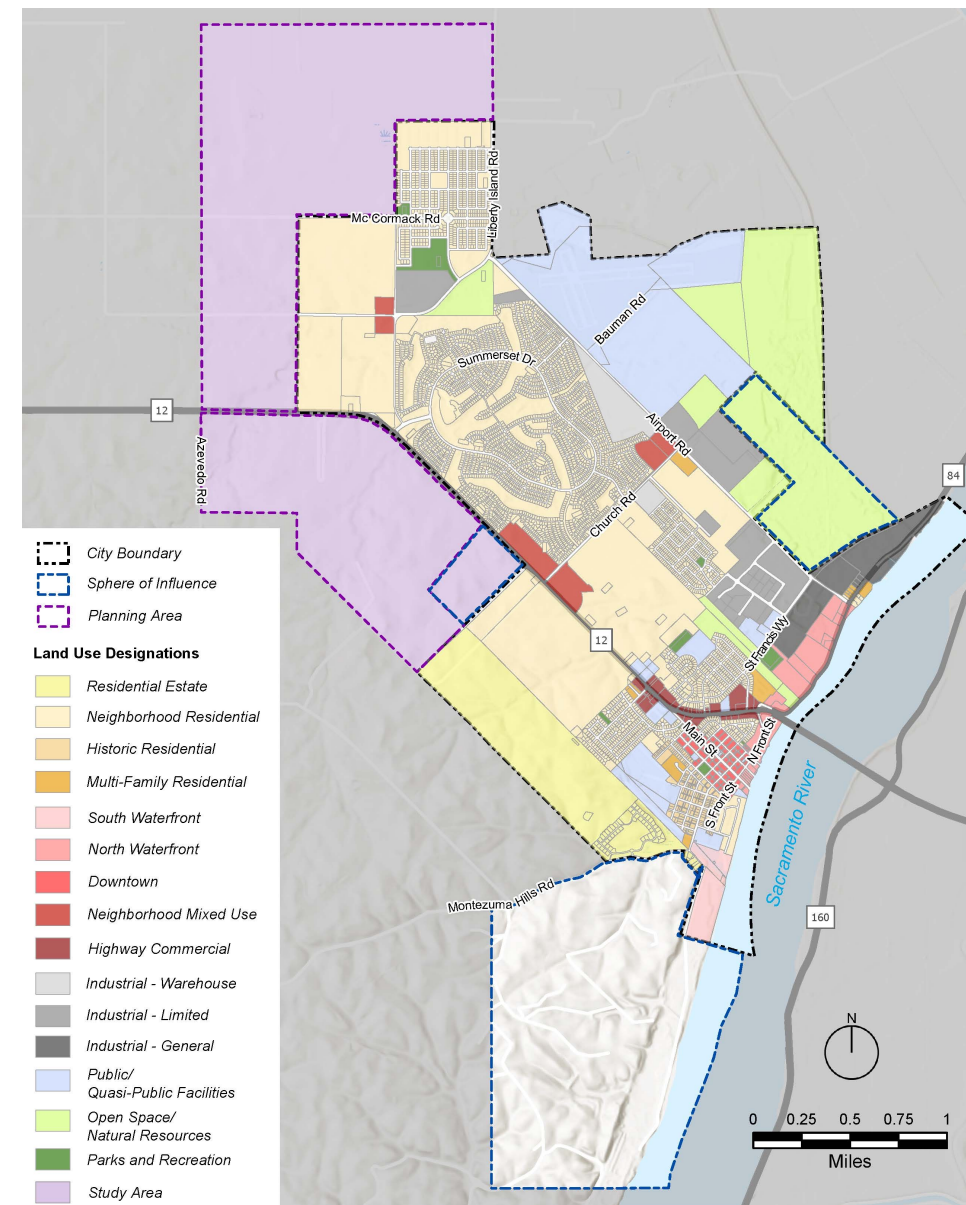 Liberty Island Rd
Mc Cormack Rd
Bauman Rd
Summerset Dr
12
Airport Rd
Azevedo Rd
84
Church Rd
City Boundary
Sphere of Influence
Planning Area
12
St Francis Wy
Land Use Designations
Residential Estate
Neighborhood Residential
Historic Residential
Multi-Family Residential
South Waterfront
North Waterfront
Downtown
Neighborhood Mixed Use
Highway Commercial
Industrial - Warehouse
Industrial - Limited
Industrial - General
Public/
Quasi-Public Facilities
Open Space/
Natural Resources
Parks and Recreation
Study Area
Main St
N Front St
S Front St
Sacramento River
Montezuma Hills Rd
160
N
0 0.25 0.5 0.75 1
Miles